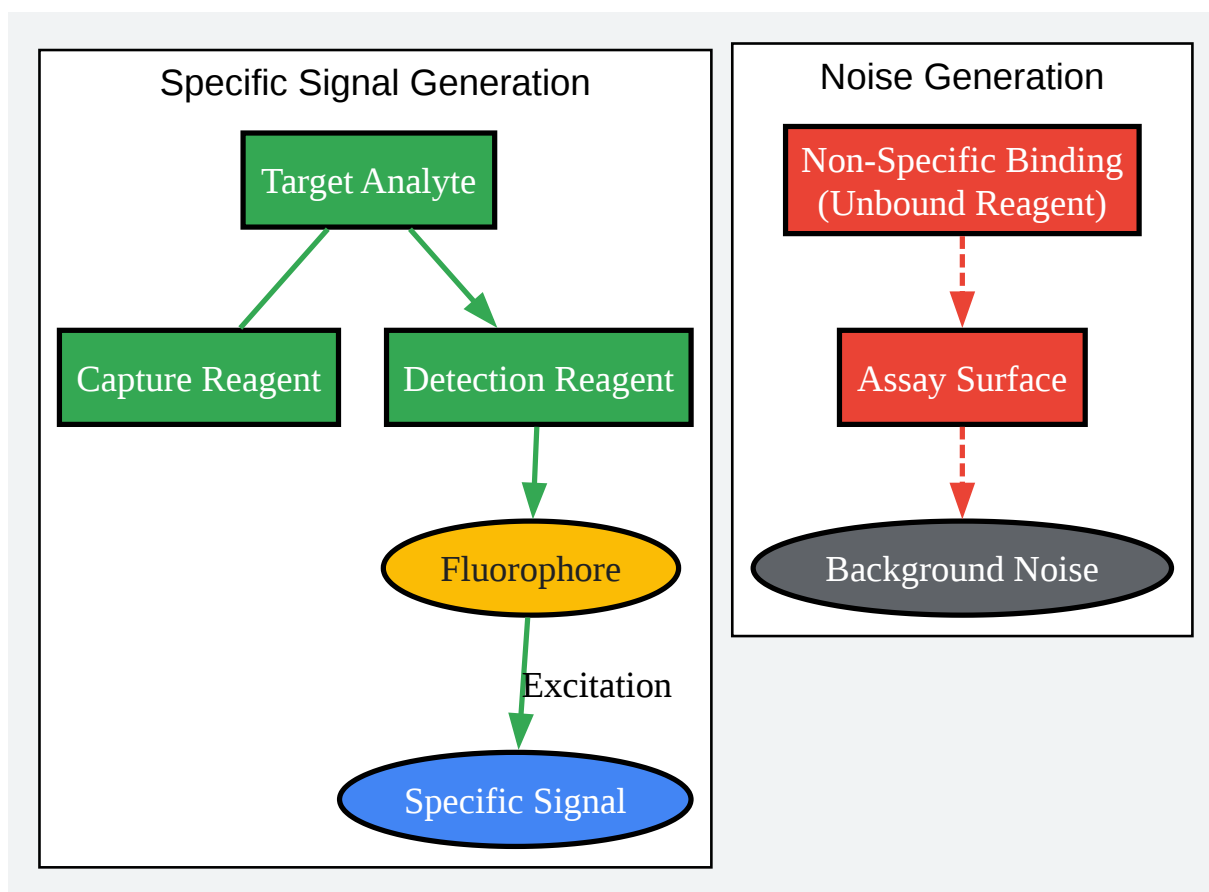 Specific Signal Generation
Target Analyte
Capture Reagent
Detection Reagent
Fluorophore
Excitation
Specific Signal
Noise Generation
Non-Specific Binding
(Unbound Reagent)
Assay Surface
Background Noise